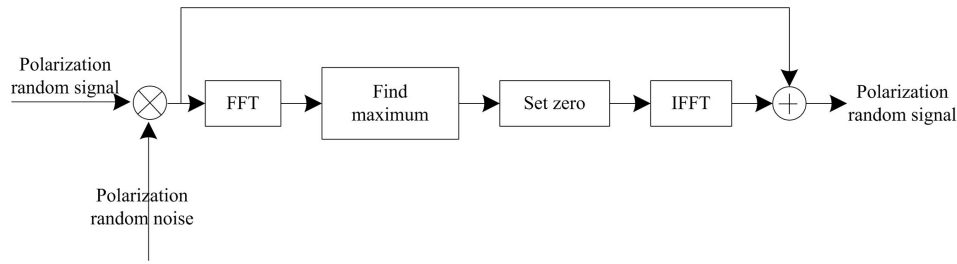 Polarization
random signal
FFT
Find
maximum
Set zero
IFFT
Polarization
random signal
Polarization
random noise